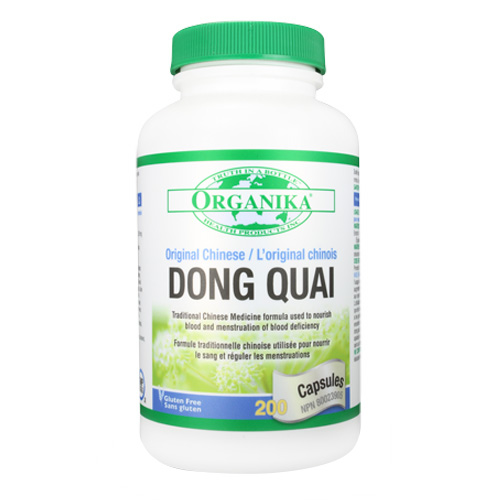 TRUTH IN A BOTTLE
ORGANIKA®
HEALTH PRODUCTS INC
Original Chinese / L'original chinois
DONG QUAI
Traditional Chinese Medicine formula used to nourish
blood and menstruation of blood deficiency
Formule traditionnelle chinoise utilisée pour nourrir
le sang et réguler les menstruations
Gluten Free
Sans gluten
200
Capsules